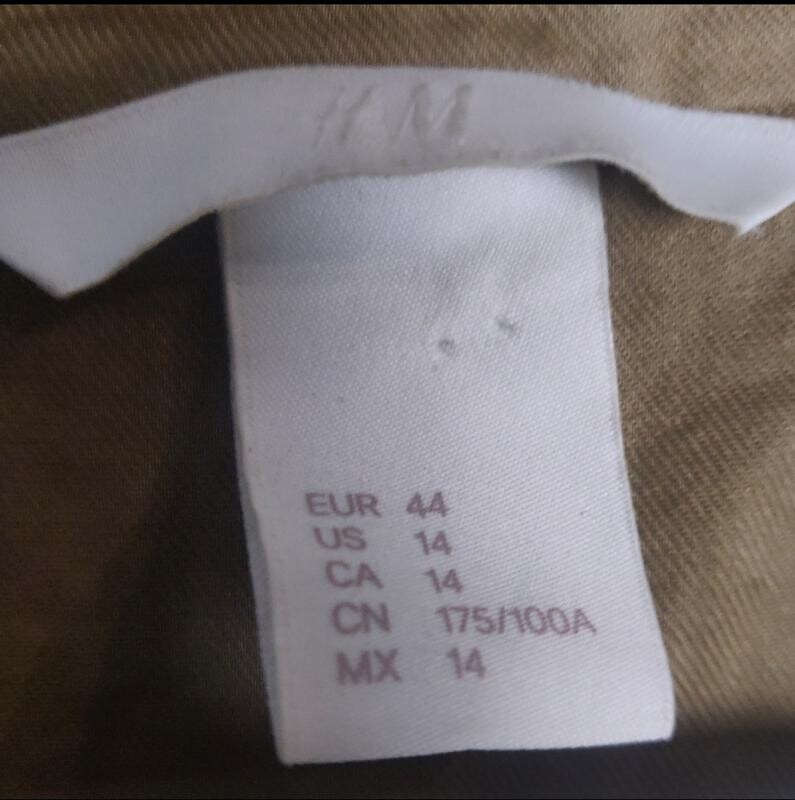 H&M
EUR 44
US 14
CA 14
CN 175/100A
MX 14